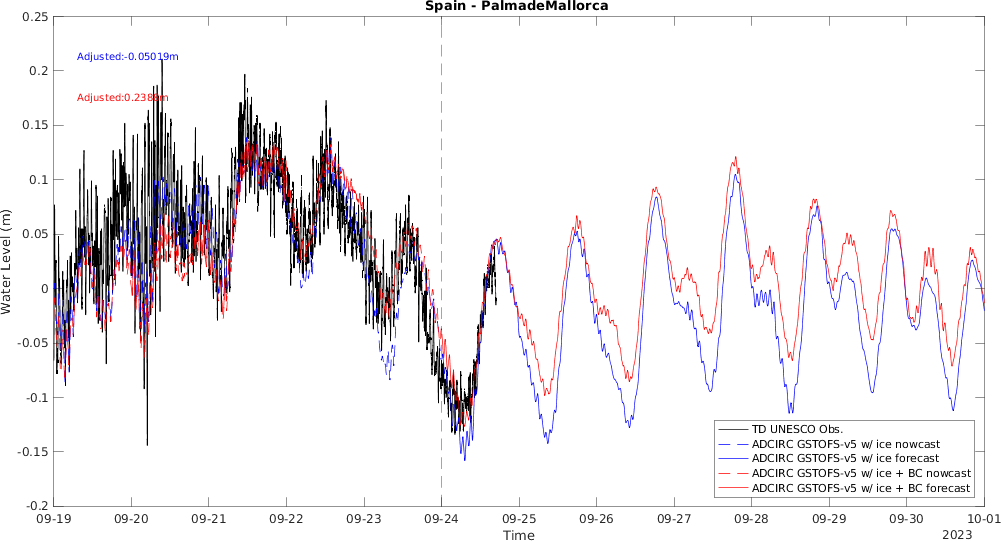 Spain - PalmadeMallorca
0.25
0.2
0.15
0.1
0.05
0
-0.05
-0.1
-0.15
-0.2
Water Level (m)
Adjusted:-0.05019m
Adjusted:0.2388m
TD UNESCO Obs.
ADCIRC GSTOFS-v5 w/ ice nowcast
ADCIRC GSTOFS-v5 w/ ice forecast
ADCIRC GSTOFS-v5 w/ ice + BC nowcast
ADCIRC GSTOFS-v5 w/ ice + BC forecast
09-19 09-20 09-21 09-22 09-23 09-24 09-25 09-26 09-27 09-28 09-29 09-30 10-01
Time
2023